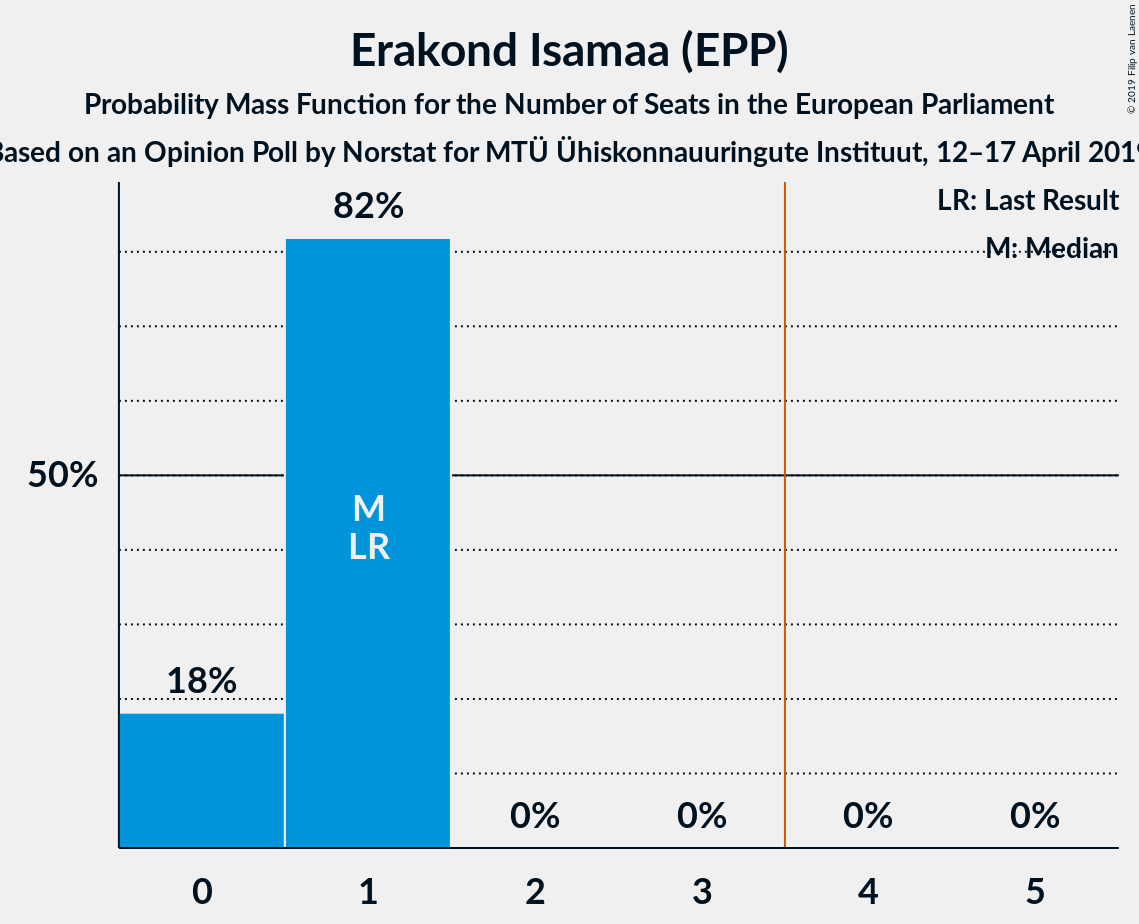 Erakond Isamaa (EPP)
Probability Mass Function for the Number of Seats in the European Parliament
Based on an Opinion Poll by Norstat for MTÜ Ühiskonnauuringute Instituut, 12–17 April 2019
© 2019 Filip van Laenen
LR: Last Result
M: Median
82%
50%
M
LR
18%
0%
0%
0%
0%
0
1
2
3
4
5